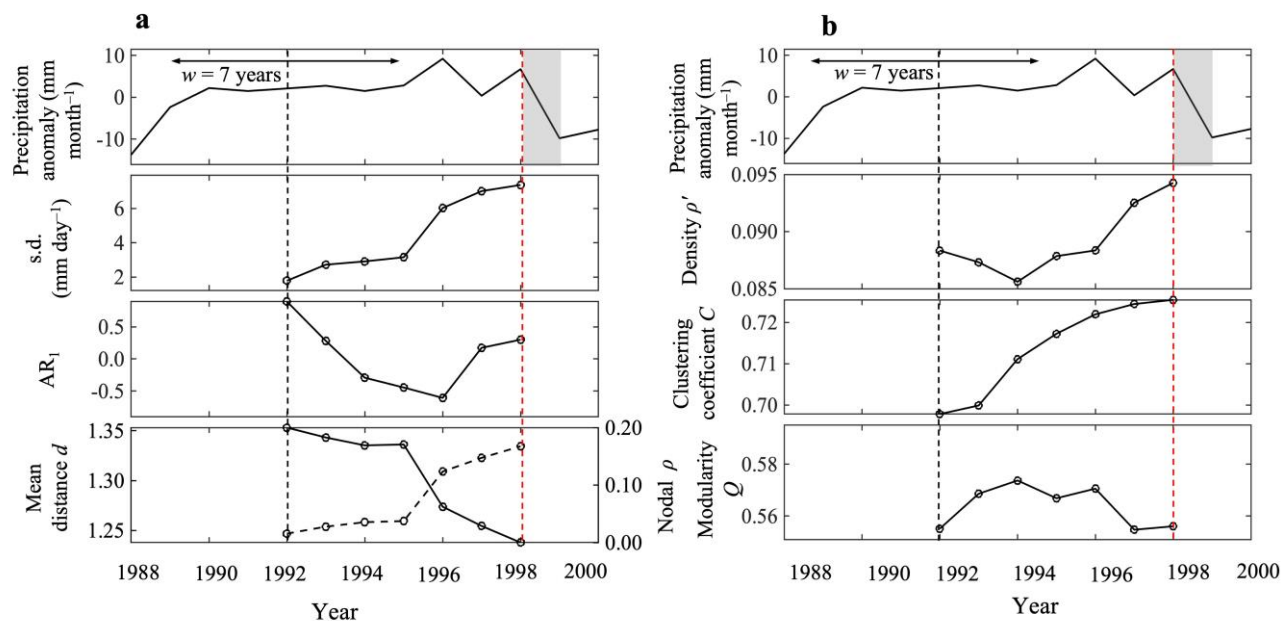 a
Precipitation
anomaly (mm
month⁻¹)
10
0
-10
w = 7 years
s.d.
(mm day⁻¹)
6
4
2
AR₁
0.5
0.0
-0.5
Mean
distance d
1.35
1.30
1.25
0.20
0.10
0.00
Nodal ρ
1988 1990 1992 1994 1996 1998 2000
Year
b
Precipitation
anomaly (mm
month⁻¹)
10
0
-10
w = 7 years
Density ρ'
0.095
0.090
0.085
Clustering
coefficient C
0.72
0.71
0.70
Modularity
Q
0.58
0.56
1988 1990 1992 1994 1996 1998 2000
Year